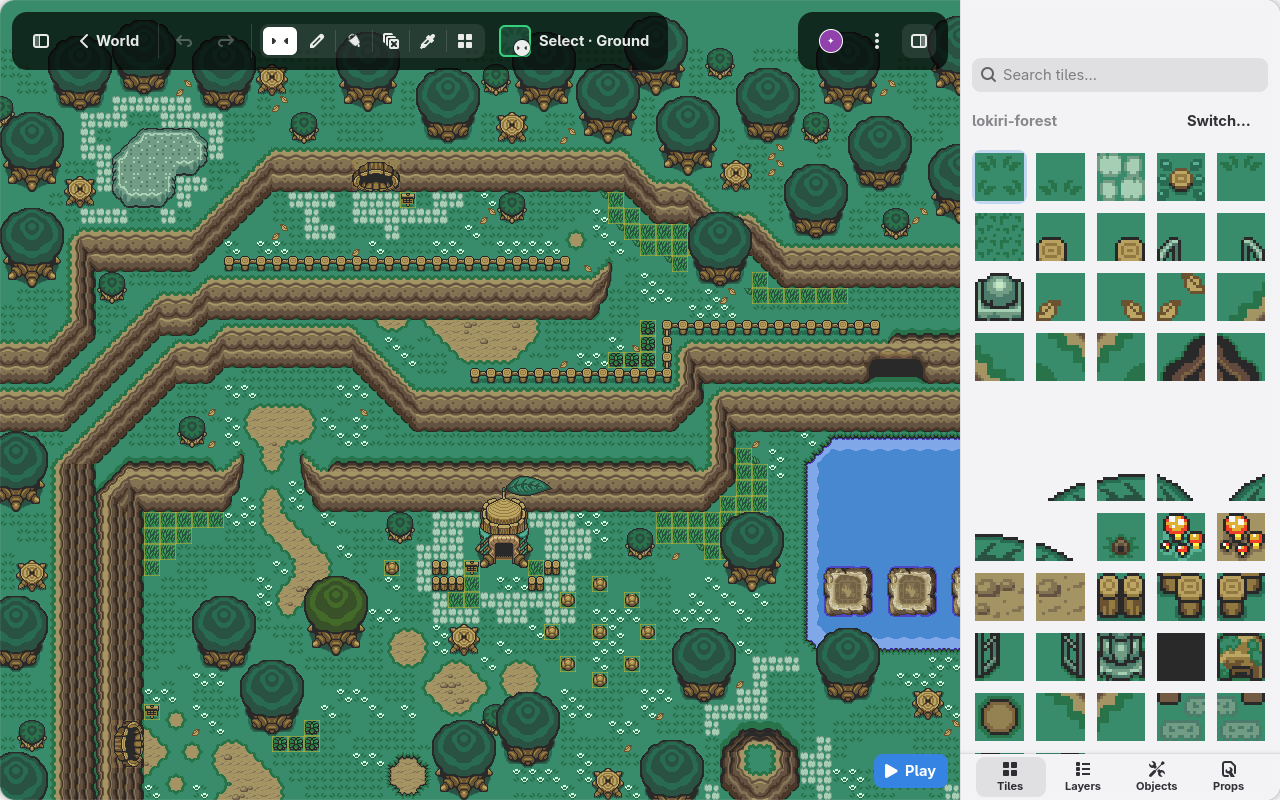 World
Select · Ground
Search tiles...
lokiri-forest
Switch...
Play
Tiles
Layers
Objects
Props